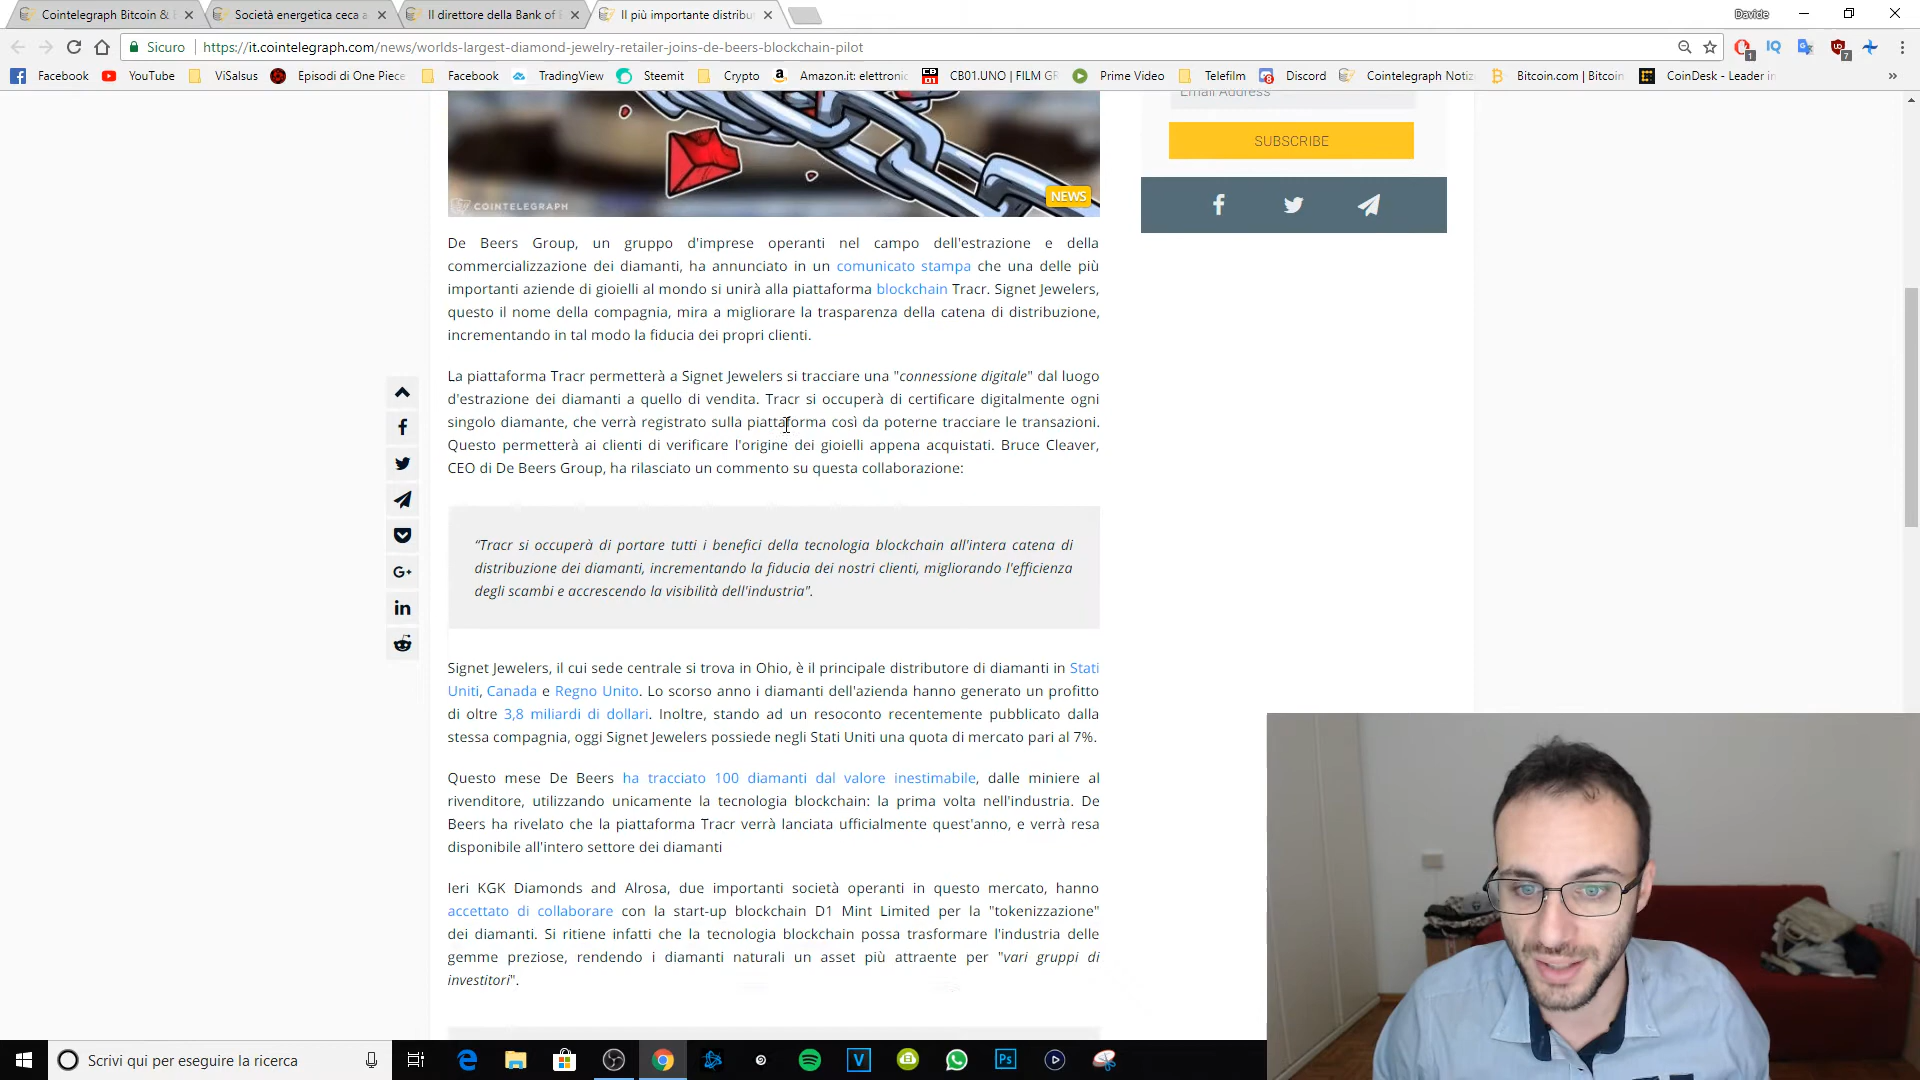 Cointelegraph Bitcoin & E
Società energetica ceca a
Il direttore della Bank of E
Il più importante distribu
Davide
Sicuro
https://it.cointelegraph.com/news/worlds-largest-diamond-jewelry-retailer-joins-de-beers-blockchain-pilot
Facebook
YouTube
ViSalsus
Episodi di One Piece
Facebook
TradingView
Steemit
Crypto
Amazon.it: elettronic
CB01.UNO | FILM GR
Prime Video
Telefilm
Discord
Cointelegraph Notiz
Bitcoin.com | Bitcoin
CoinDesk - Leader in
Email Address
SUBSCRIBE
COINTELEGRAPH
NEWS
De Beers Group, un gruppo d'imprese operanti nel campo dell'estrazione e della
commercializzazione dei diamanti, ha annunciato in un comunicato stampa che una delle più
importanti aziende di gioielli al mondo si unirà alla piattaforma blockchain Tracr. Signet Jewelers,
questo il nome della compagnia, mira a migliorare la trasparenza della catena di distribuzione,
incrementando in tal modo la fiducia dei propri clienti.
La piattaforma Tracr permetterà a Signet Jewelers si tracciare una "connessione digitale" dal luogo
d'estrazione dei diamanti a quello di vendita. Tracr si occuperà di certificare digitalmente ogni
singolo diamante, che verrà registrato sulla piattaforma così da poterne tracciare le transazioni.
Questo permetterà ai clienti di verificare l'origine dei gioielli appena acquistati. Bruce Cleaver,
CEO di De Beers Group, ha rilasciato un commento su questa collaborazione:
“Tracr si occuperà di portare tutti i benefici della tecnologia blockchain all'intera catena di
distribuzione dei diamanti, incrementando la fiducia dei nostri clienti, migliorando l'efficienza
degli scambi e accrescendo la visibilità dell'industria".
Signet Jewelers, il cui sede centrale si trova in Ohio, è il principale distributore di diamanti in Stati
Uniti, Canada e Regno Unito. Lo scorso anno i diamanti dell'azienda hanno generato un profitto
di oltre 3,8 miliardi di dollari. Inoltre, stando ad un resoconto recentemente pubblicato dalla
stessa compagnia, oggi Signet Jewelers possiede negli Stati Uniti una quota di mercato pari al 7%.
Questo mese De Beers ha tracciato 100 diamanti dal valore inestimabile, dalle miniere al
rivenditore, utilizzando unicamente la tecnologia blockchain: la prima volta nell'industria. De
Beers ha rivelato che la piattaforma Tracr verrà lanciata ufficialmente quest'anno, e verrà resa
disponibile all'intero settore dei diamanti
Ieri KGK Diamonds and Alrosa, due importanti società operanti in questo mercato, hanno
accettato di collaborare con la start-up blockchain D1 Mint Limited per la "tokenizzazione"
dei diamanti. Si ritiene infatti che la tecnologia blockchain possa trasformare l'industria delle
gemme preziose, rendendo i diamanti naturali un asset più attraente per "vari gruppi di
investitori".
Scrivi qui per eseguire la ricerca